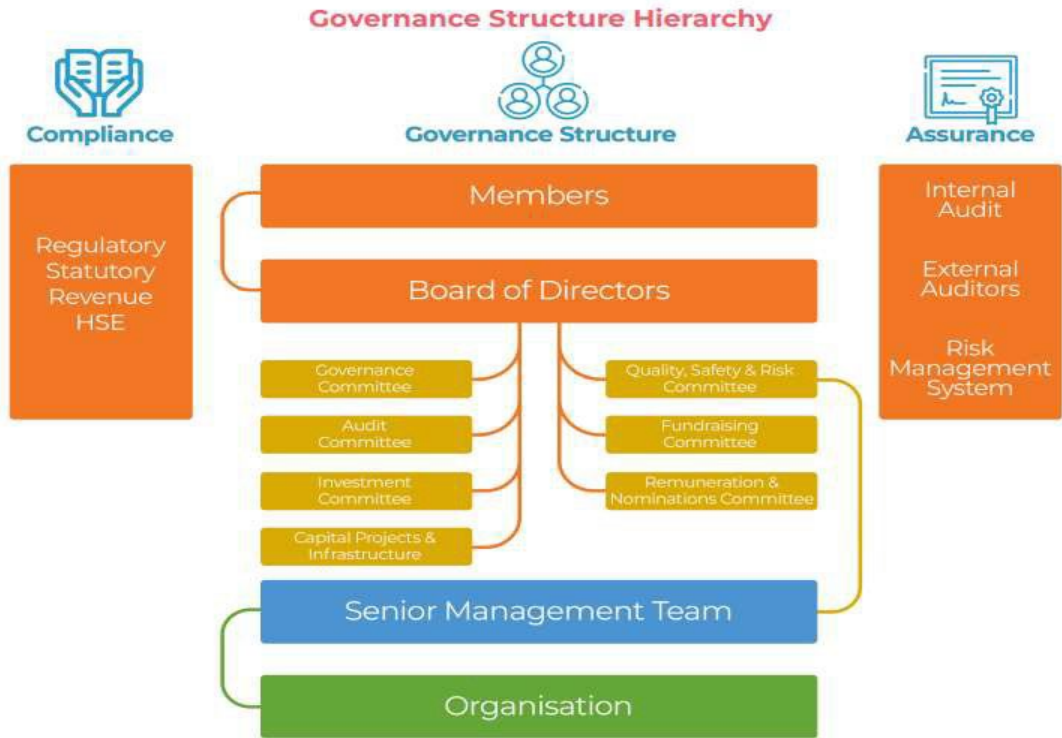 Governance Structure Hierarchy
Compliance
Governance Structure
Assurance
Regulatory
Statutory
Revenue
HSE
Members
Board of Directors
Governance
Committee
Audit
Committee
Investment
Committee
Capital Projects &
Infrastructure
Quality, Safety & Risk
Committee
Fundraising
Committee
Remuneration &
Nominations Committee
Senior Management Team
Organisation
Internal
Audit
External
Auditors
Risk
Management
System